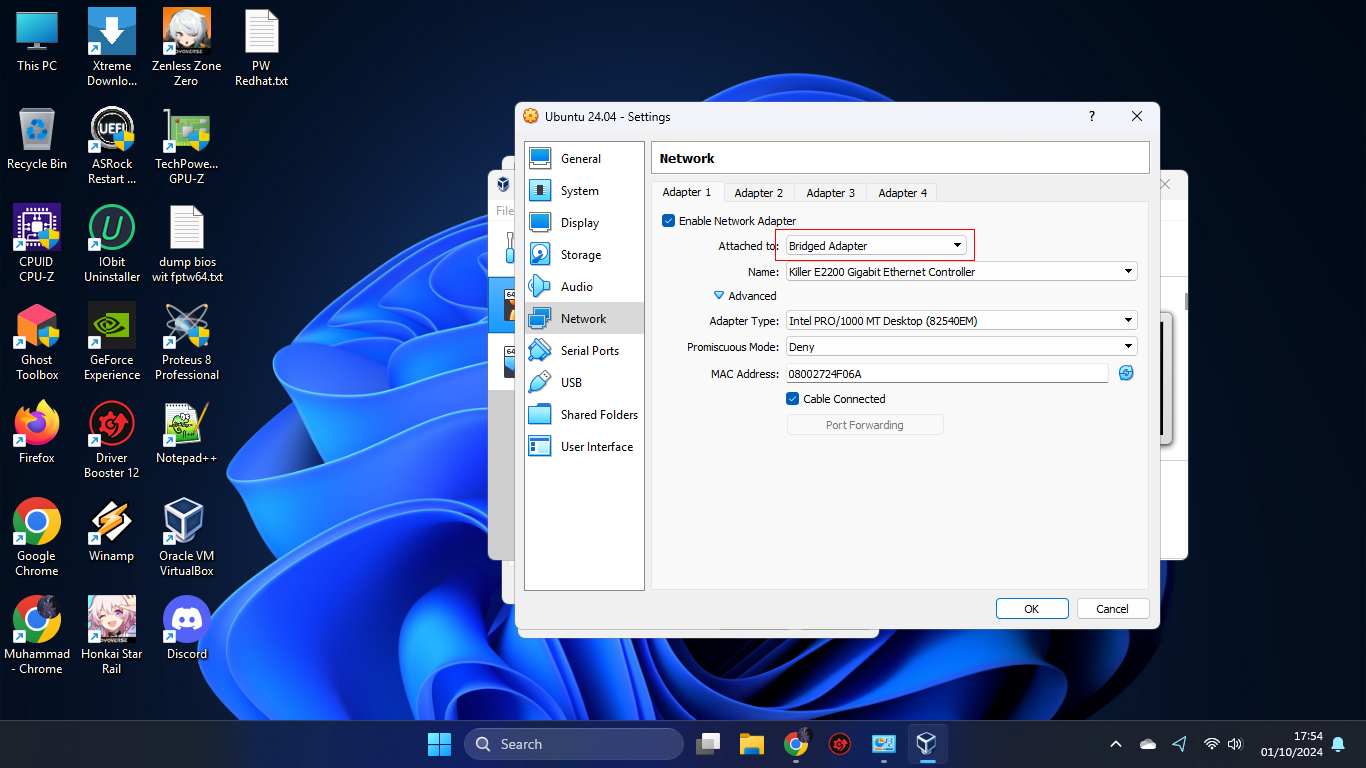 This PC
Xtreme
Downlo...
Zenless Zone
Zero
PW
Redhat.txt
Recycle Bin
ASRock
Restart ...
TechPowe...
GPU-Z
CPUID
CPU-Z
IObit
Uninstaller
dump bios
wit fptw64.txt
Ghost
Toolbox
GeForce
Experience
Proteus 8
Professional
Firefox
Driver
Booster 12
Notepad++
Google
Chrome
Winamp
Oracle VM
VirtualBox
Muhammad
- Chrome
Honkai Star
Rail
Discord
UEFI
File
64
64
Ubuntu 24.04 - Settings
?
General
System
Display
Storage
Audio
Network
Serial Ports
USB
Shared Folders
User Interface
Network
Adapter 1
Adapter 2
Adapter 3
Adapter 4
Enable Network Adapter
Attached to: Bridged Adapter
Name: Killer E2200 Gigabit Ethernet Controller
Advanced
Adapter Type: Intel PRO/1000 MT Desktop (82540EM)
Promiscuous Mode: Deny
MAC Address: 08002724F06A
Cable Connected
Port Forwarding
OK
Cancel
Search
17:54
01/10/2024